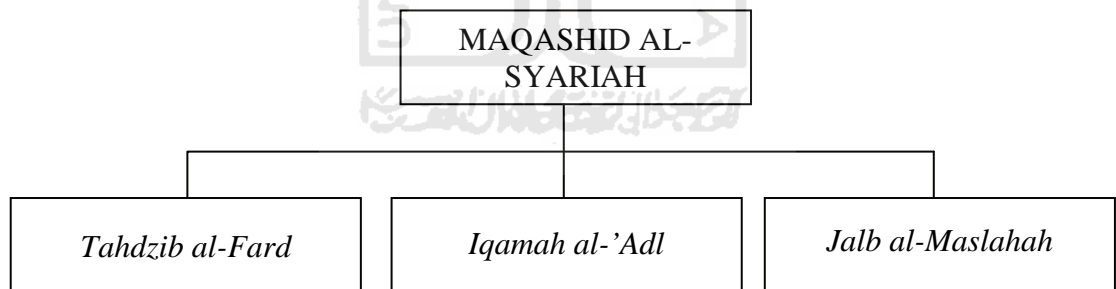 MAQASHID AL-
SYARIAH
Tahdzib al-Fard
Iqamah al-'Adl
Jalb al-Maslahah